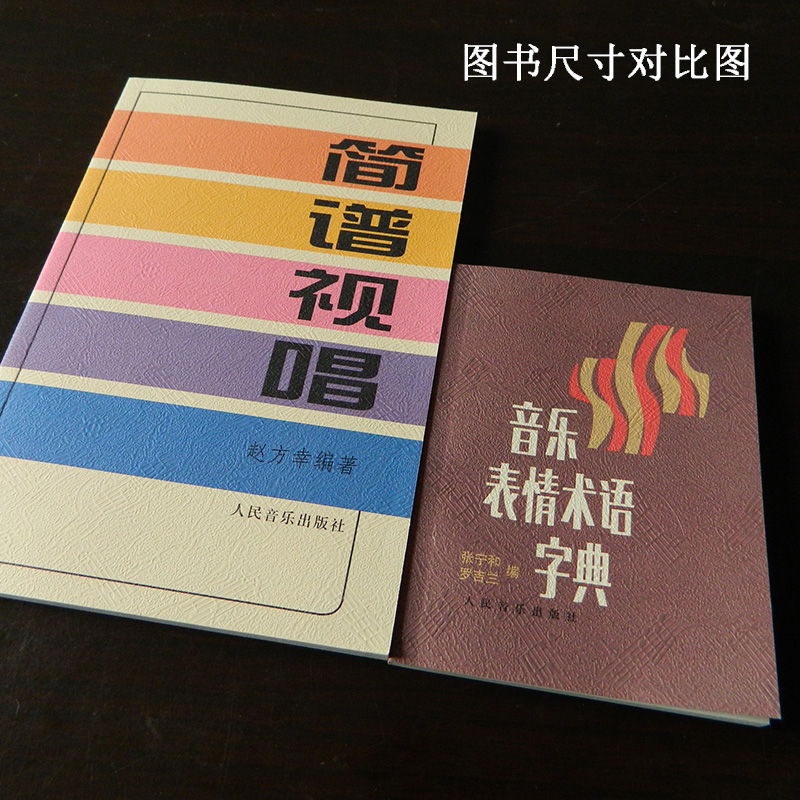 图书尺寸对比图
简
谱
视
唱
赵方幸编著
人民音乐出版社
音乐
表情术语
字典
张宁和
罗吉兰 编
人民音乐出版社